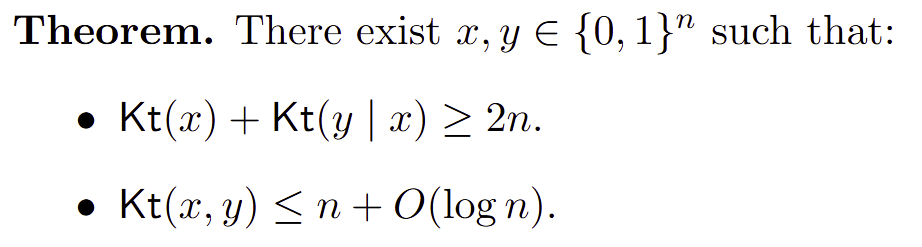 Theorem. There exist x, y ∈ {0, 1}ⁿ such that:
• Kt(x) + Kt(y | x) ≥ 2n.
• Kt(x, y) ≤ n + O(log n).